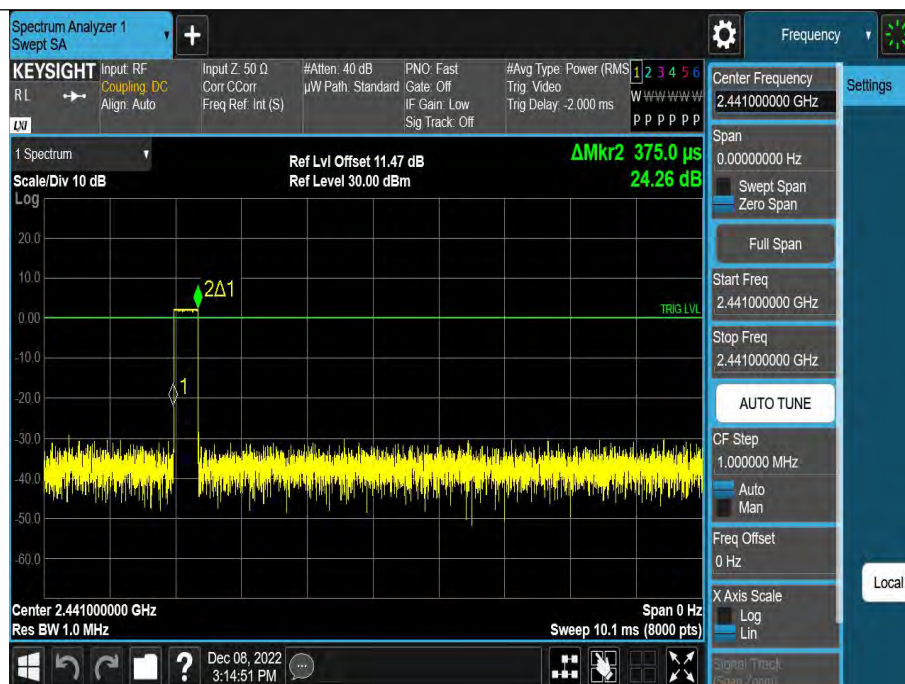 Spectrum Analyzer 1
Swept SA
+
Frequency
KEYSIGHT
RL
LXI
Input: RF
Coupling: DC
Align: Auto
Input Z: 50 Ω
Corr CCorr
Freq Ref: Int (S)
#Atten: 40 dB
µW Path: Standard
PNO: Fast
Gate: Off
IF Gain: Low
Sig Track: Off
#Avg Type: Power (RMS
Trig: Video
Trig Delay: -2.000 ms
1 2 3 4 5 6
W W W W W W
P P P P P P
1 Spectrum
Scale/Div 10 dB
Ref Lvl Offset 11.47 dB
Ref Level 30.00 dBm
ΔMkr2 375.0 µs
24.26 dB
Log
20.0
10.0
0.00
-10.0
-20.0
-30.0
-40.0
-50.0
-60.0
2Δ1
1
TRIG LVL
Center 2.441000000 GHz
Res BW 1.0 MHz
Span 0 Hz
Sweep 10.1 ms (8000 pts)
Center Frequency
2.441000000 GHz
Span
0.00000000 Hz
Swept Span
Zero Span
Full Span
Start Freq
2.441000000 GHz
Stop Freq
2.441000000 GHz
AUTO TUNE
CF Step
1.000000 MHz
Auto
Man
Freq Offset
0 Hz
X Axis Scale
Log
Lin
Signal Track
(Span Zoom)
Settings
Local
?
Dec 08, 2022
3:14:51 PM